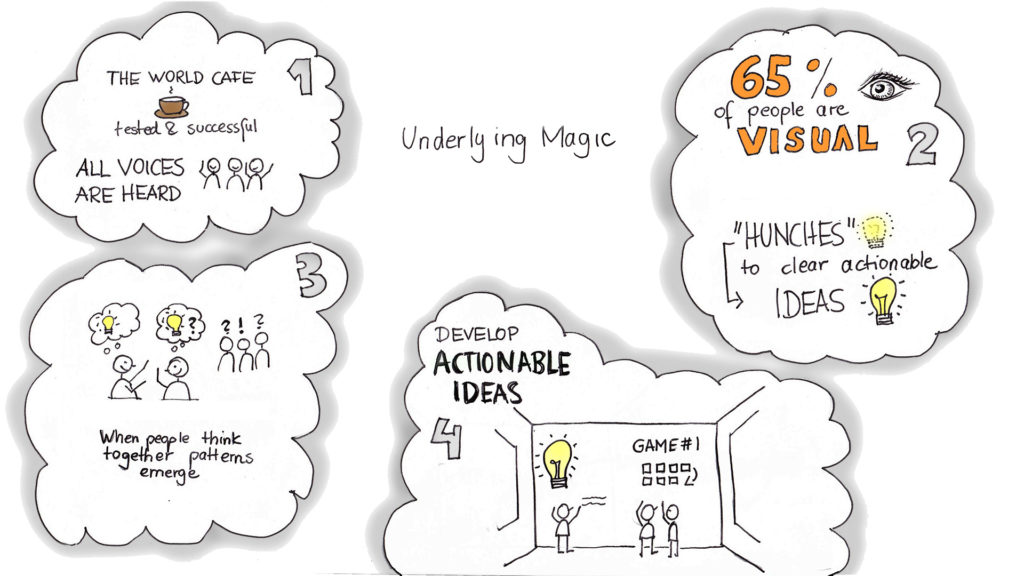 Underlying Magic
1
THE WORLD CAFE
tested & successful
ALL VOICES
ARE HEARD
65 %
of people are
VISUAL
2
"HUNCHES"
to clear actionable
IDEAS
3
?
? ! ?
When people think
together patterns
emerge
DEVELOP
ACTIONABLE
IDEAS
4
GAME #1